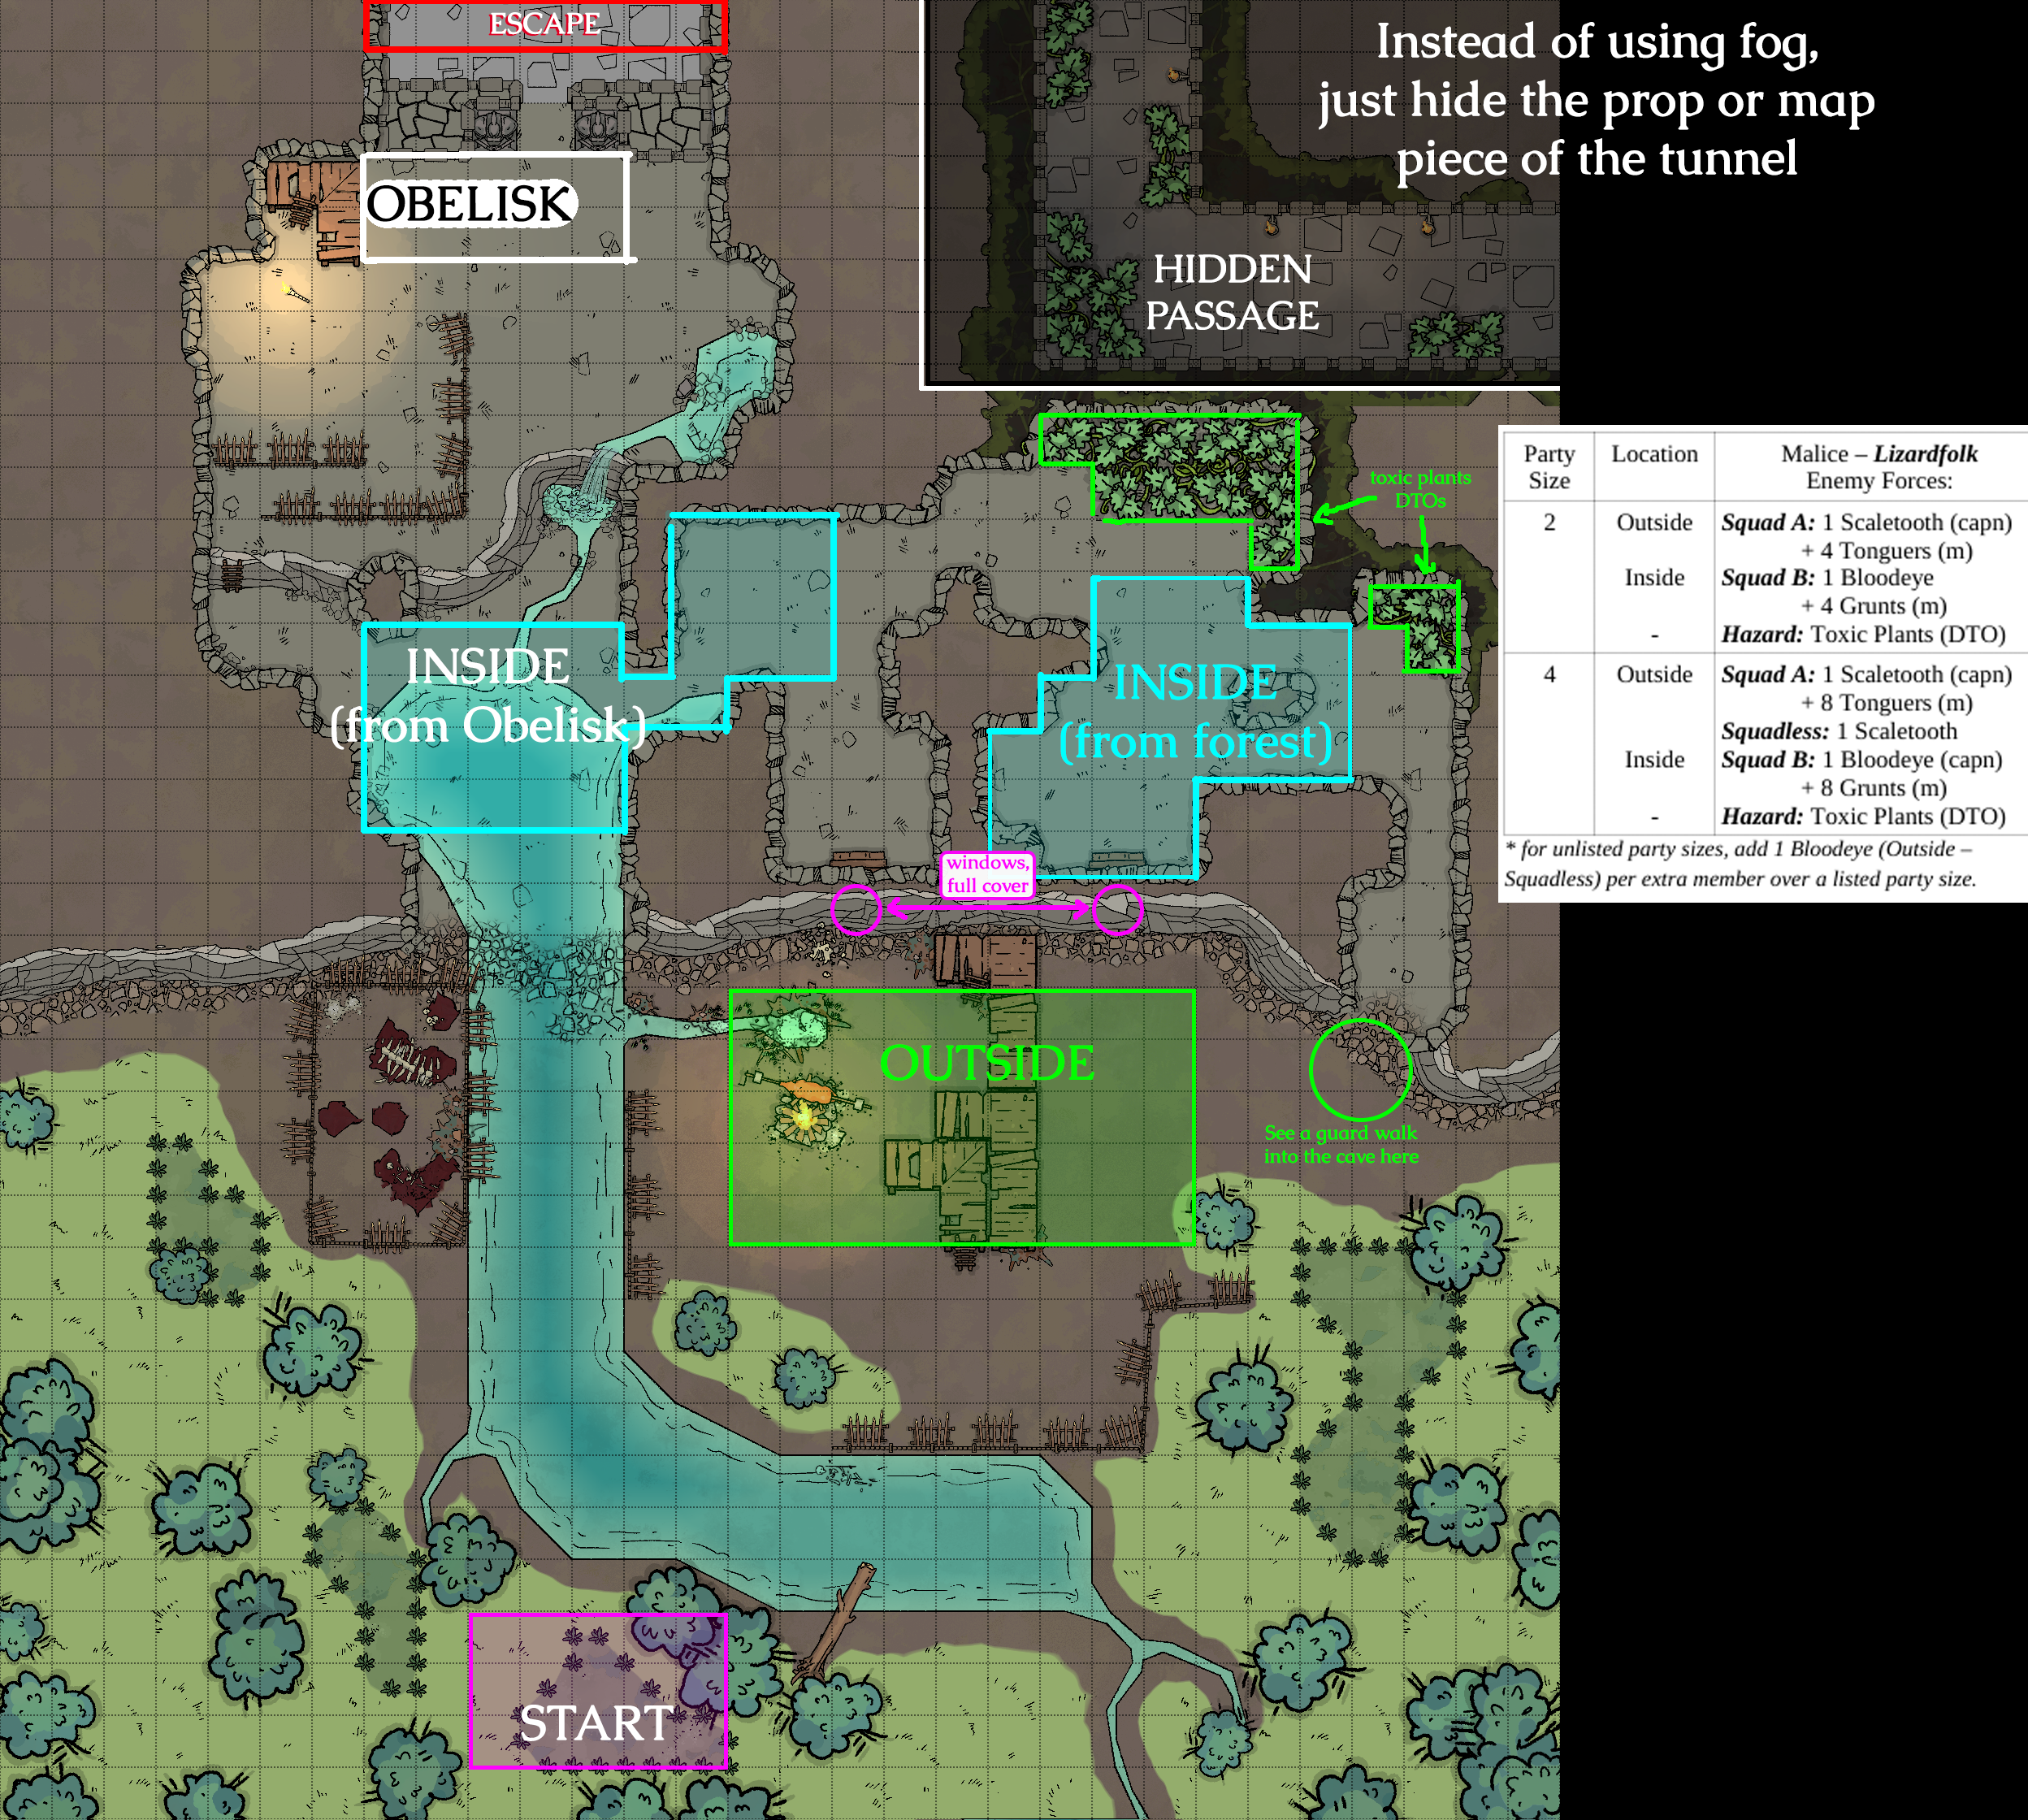 ESCAPE
Instead of using fog,
just hide the prop or map
piece of the tunnel
OBELISK
HIDDEN
PASSAGE
toxic plants
DTOs
Party Size Location Malice – Lizardfolk Enemy Forces:
2 Outside Squad A: 1 Scaletooth (capn)
+ 4 Tonguers (m)
Inside Squad B: 1 Bloodeye
+ 4 Grunts (m)
- Hazard: Toxic Plants (DTO)
4 Outside Squad A: 1 Scaletooth (capn)
+ 8 Tonguers (m)
Squadless: 1 Scaletooth
Inside Squad B: 1 Bloodeye (capn)
+ 8 Grunts (m)
- Hazard: Toxic Plants (DTO)
* for unlisted party sizes, add 1 Bloodeye (Outside –
Squadless) per extra member over a listed party size.
INSIDE
(from Obelisk)
INSIDE
(from forest)
windows,
full cover
OUTSIDE
See a guard walk
into the cave here
START